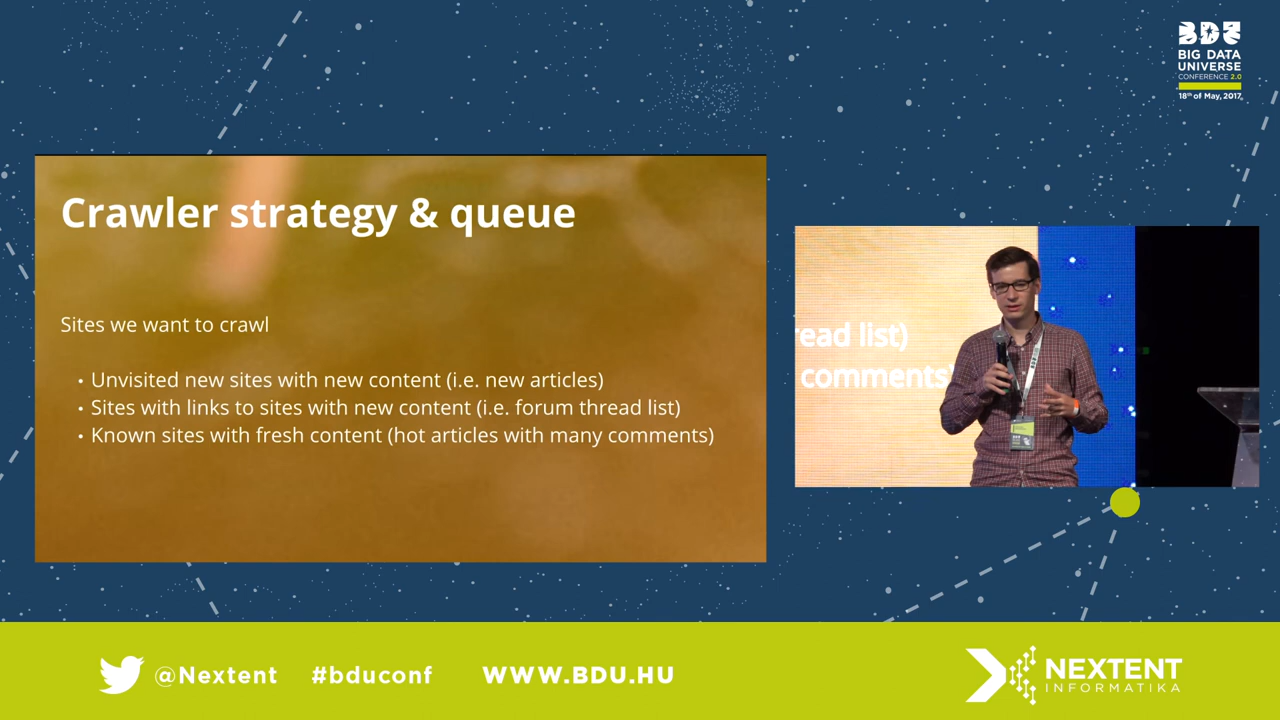 BDU
BIG DATA
UNIVERSE
CONFERENCE 2.0
18th of May, 2017
Crawler strategy & queue
Sites we want to crawl
• Unvisited new sites with new content (i.e. new articles)
• Sites with links to sites with new content (i.e. forum thread list)
• Known sites with fresh content (hot articles with many comments)
read list)
comments)
@Nextent #bduconf WWW.BDU.HU
NEXTENT
INFORMATIKA